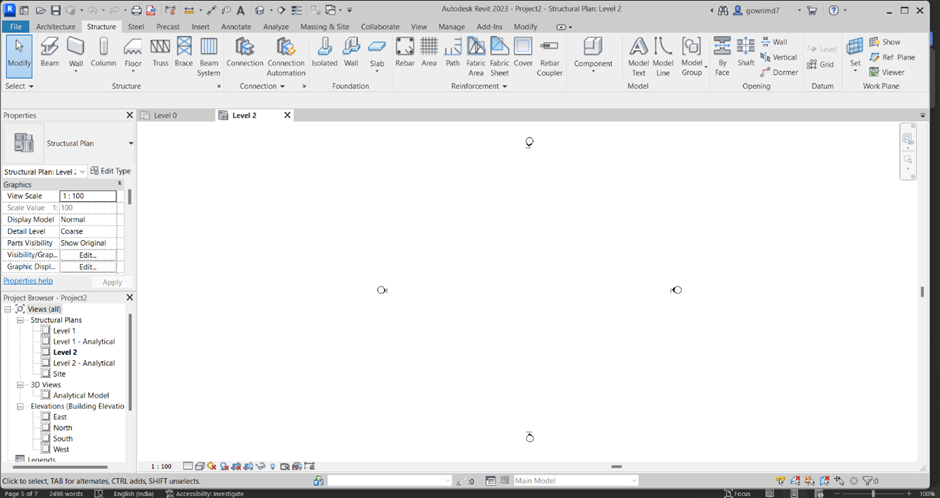 Autodesk Revit 2023 - Project2 - Structural Plan: Level 2
gowrimd7
File Architecture Structure Steel Precast Systems Insert Annotate Analyze Massing & Site Collaborate View Manage Add-Ins Modify
Modify Beam Wall Column Floor Truss Brace Beam System Connection Connection Automation Isolated Wall Slab Rebar Area Path Fabric Area Fabric Sheet Rebar Coupler Component Model Text Model Line Model Group By Face Shaft Wall Vertical Dormer Level Grid Set Show Ref Plane Viewer
Select Structure Connection Foundation Reinforcement Model Opening Datum Work Plane
Properties
Level 0
Level 2
Structural Plan
Structural Plan: Level 2
Edit Type
Graphics
View Scale 1 : 100
Scale Value 1: 100
Display Model Normal
Detail Level Coarse
Parts Visibility Show Original
Visibility/Grap... Edit...
Graphic Displ... Edit...
Properties help Apply
Project Browser - Project2
Views (all)
Structural Plans
Level 1
Level 1 - Analytical
Level 2
Level 2 - Analytical
Site
3D Views
Analytical Model
Elevations (Building Elevatio
East
North
South
West
Legends
1 : 100
Click to select, TAB for alternates, CTRL adds, SHIFT unselects.
:0
Main Model
:0
Page 5 of 7 2498 words English (India) Accessibility: Investigate Focus 100%